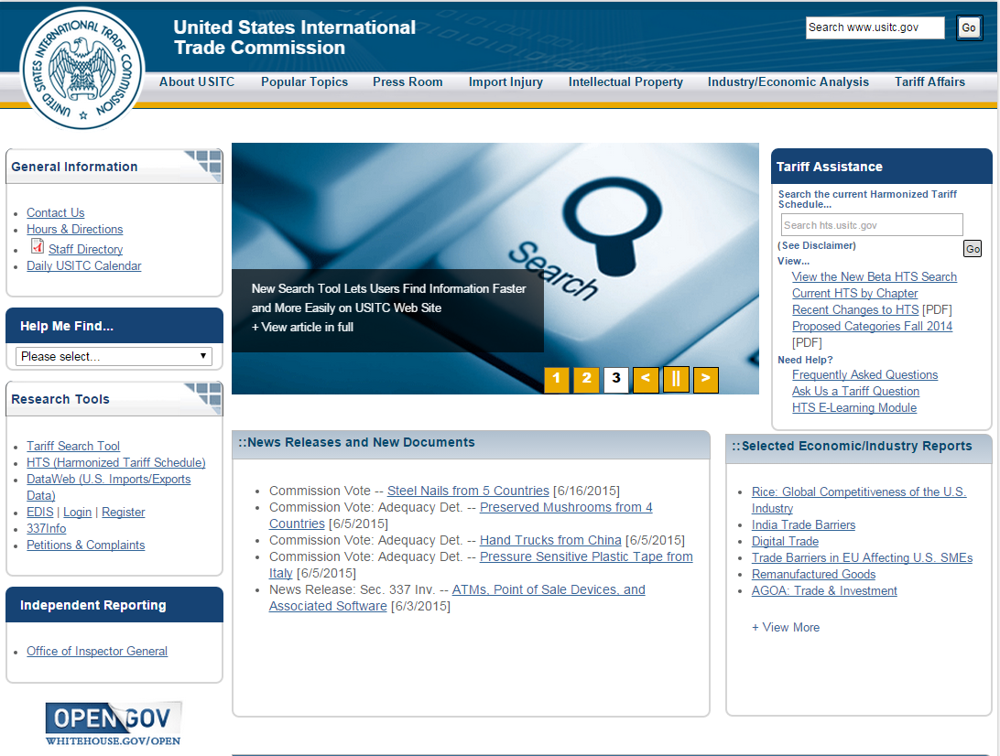 United States International
Trade Commission
Search www.usitc.gov
Go
UNITED STATES INTERNATIONAL TRADE COMMISSION
WASHINGTON
About USITC
Popular Topics
Press Room
Import Injury
Intellectual Property
Industry/Economic Analysis
Tariff Affairs
General Information
Contact Us
Hours & Directions
Staff Directory
Daily USITC Calendar
Help Me Find...
Please select...
Research Tools
Tariff Search Tool
HTS (Harmonized Tariff Schedule)
DataWeb (U.S. Imports/Exports
Data)
EDIS | Login | Register
337Info
Petitions & Complaints
Independent Reporting
Office of Inspector General
OPEN GOV
WHITEHOUSE.GOV/OPEN
Search
New Search Tool Lets Users Find Information Faster
and More Easily on USITC Web Site
+ View article in full
1 2 3 < || >
::News Releases and New Documents
Commission Vote -- Steel Nails from 5 Countries [6/16/2015]
Commission Vote: Adequacy Det. -- Preserved Mushrooms from 4
Countries [6/5/2015]
Commission Vote: Adequacy Det. -- Hand Trucks from China [6/5/2015]
Commission Vote: Adequacy Det. -- Pressure Sensitive Plastic Tape from
Italy [6/5/2015]
News Release: Sec. 337 Inv. -- ATMs, Point of Sale Devices, and
Associated Software [6/3/2015]
Tariff Assistance
Search the current Harmonized Tariff
Schedule...
Search hts.usitc.gov
(See Disclaimer)
Go
View...
View the New Beta HTS Search
Current HTS by Chapter
Recent Changes to HTS [PDF]
Proposed Categories Fall 2014
[PDF]
Need Help?
Frequently Asked Questions
Ask Us a Tariff Question
HTS E-Learning Module
::Selected Economic/Industry Reports
Rice: Global Competitiveness of the U.S.
Industry
India Trade Barriers
Digital Trade
Trade Barriers in EU Affecting U.S. SMEs
Remanufactured Goods
AGOA: Trade & Investment
+ View More